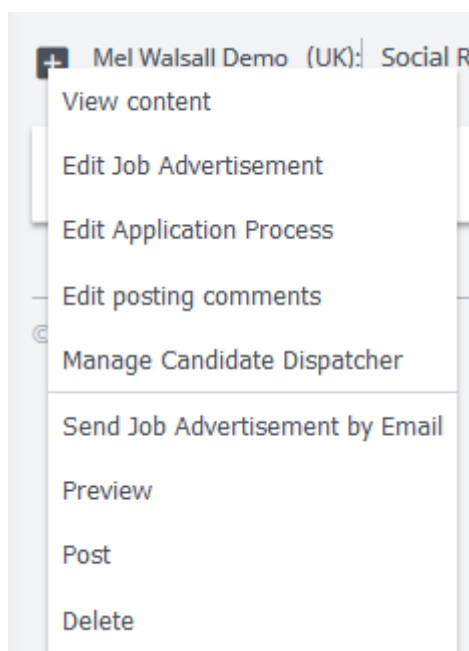 Mel Walsall Demo (UK): Social R
View content
Edit Job Advertisement
Edit Application Process
Edit posting comments
©
Manage Candidate Dispatcher
Send Job Advertisement by Email
Preview
Post
Delete